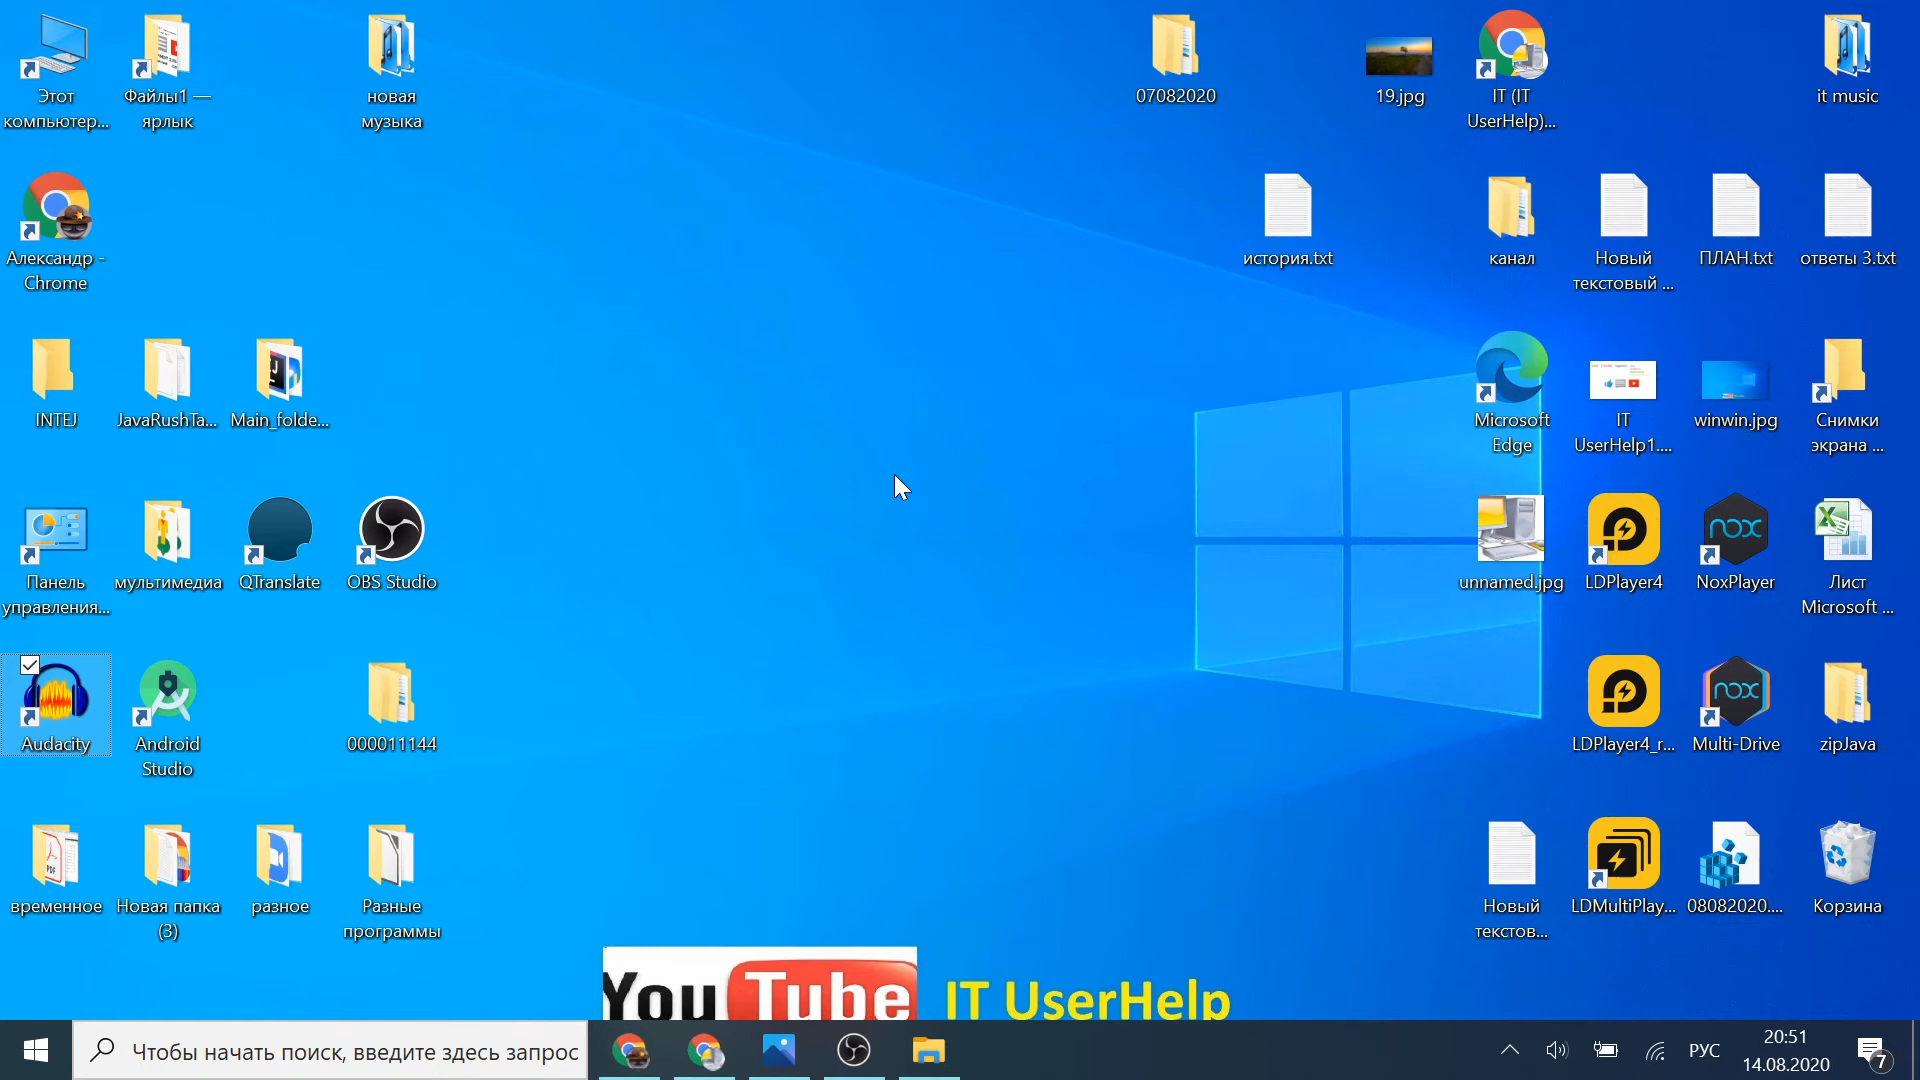 Этот
компьютер...
Файлы1 —
ярлык
новая
музыка
07082020
19.jpg
IT (IT
UserHelp)...
it music
Александр -
Chrome
история.txt
канал
Новый
текстовый ...
ПЛАН.txt
ответы 3.txt
INTEJ
JavaRushTa...
Main_folde...
Microsoft
Edge
IT
UserHelp1....
winwin.jpg
Снимки
экрана ...
Панель
управления...
мультимедиа
QTranslate
OBS Studio
unnamed.jpg
LDPlayer4
nox
NoxPlayer
Лист
Microsoft ...
Audacity
Android
Studio
000011144
LDPlayer4_r...
nox
Multi-Drive
zipJava
временное
Новая папка
(3)
разное
Разные
программы
Новый
текстов...
LDMultiPlay...
08082020....
Корзина
YouTube
IT UserHelp
Чтобы начать поиск, введите здесь запрос
РУС
20:51
14.08.2020
7